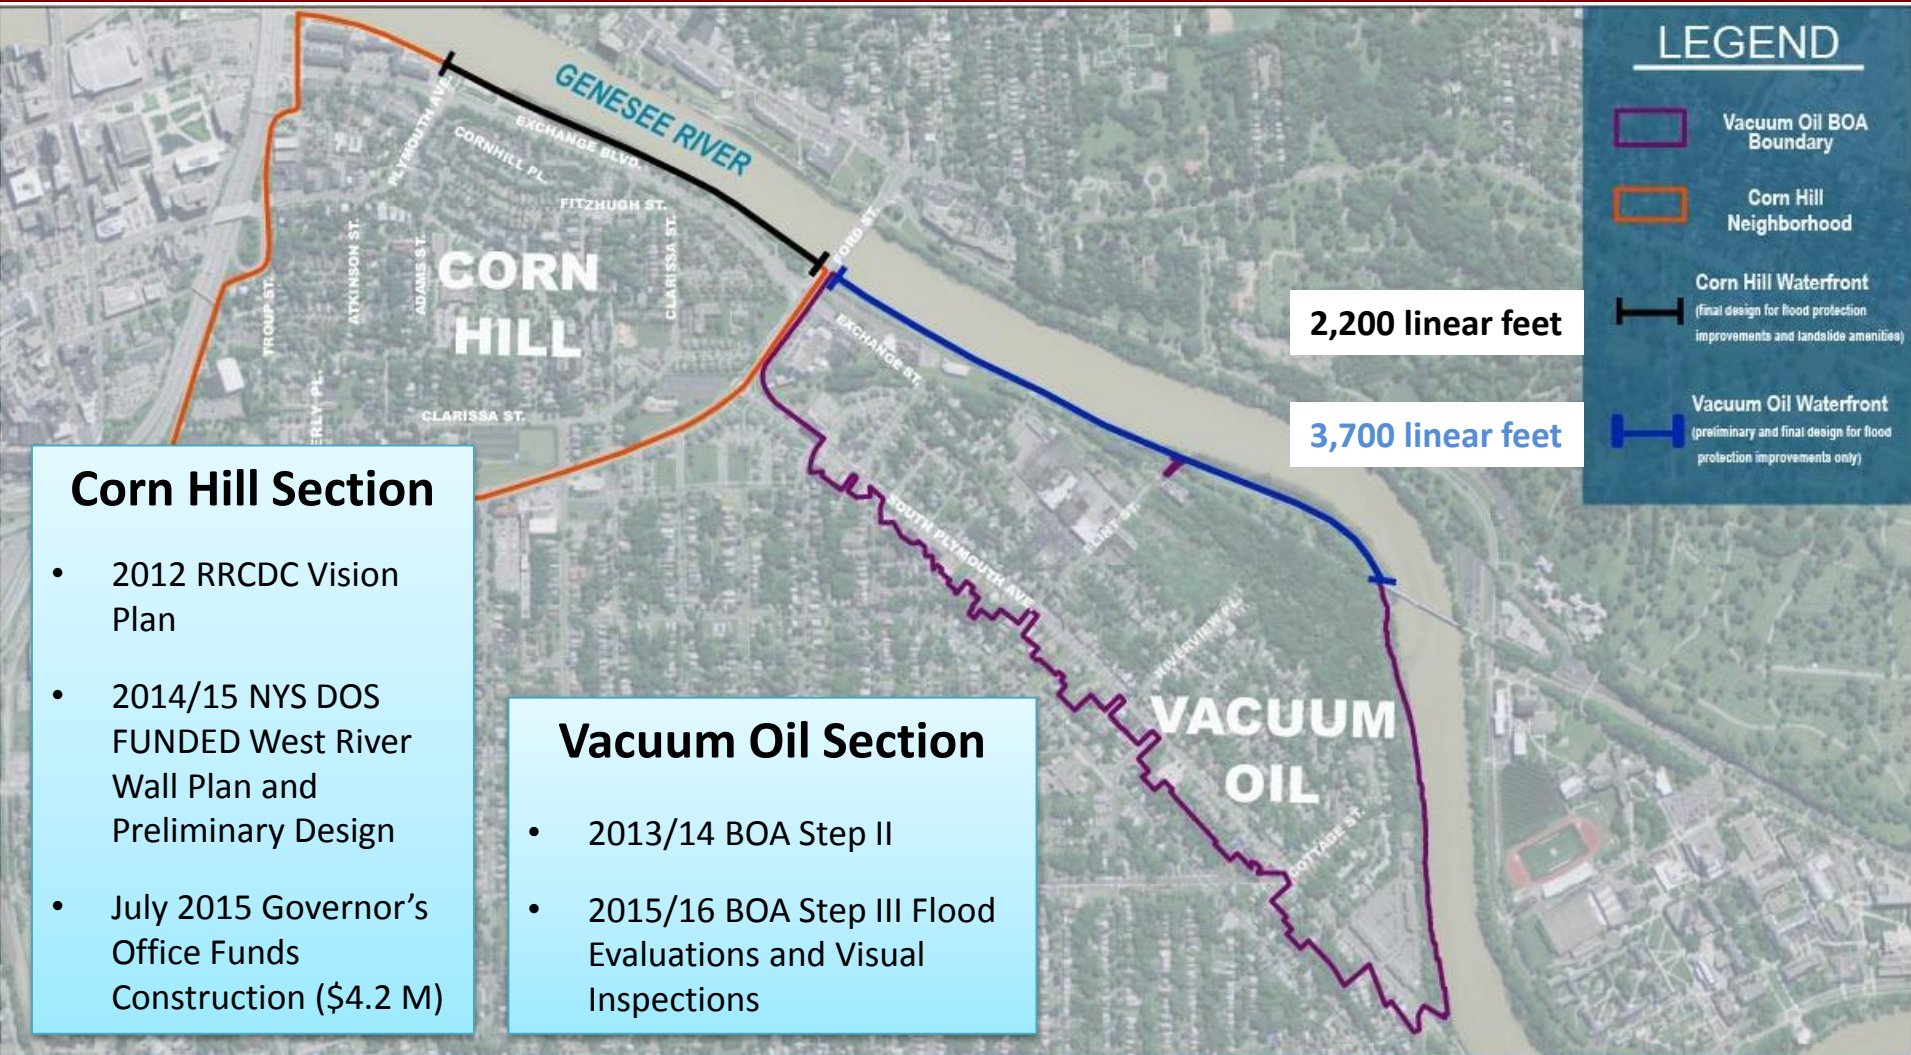 LEGEND
Vacuum Oil BOA
Boundary
Corn Hill
Neighborhood
Corn Hill Waterfront
(final design for flood protection
improvements and landside amenities)
Vacuum Oil Waterfront
(preliminary and final design for flood
protection improvements only)
2,200 linear feet
3,700 linear feet
GENESEE RIVER
PLYMOUTH AVE.
EXCHANGE BLVD.
CORNHILL PL.
FITZHUGH ST.
FORD ST.
ATKINSON ST.
ADAMS ST.
CLARISSA ST.
TROUP ST.
CORN
HILL
EXCHANGE ST.
CLARISSA ST.
ERLY PL.
SOUTH PLYMOUTH AVE.
FLINT ST.
RIVERVIEW PL.
VACUUM
OIL
COTTAGE ST.
Corn Hill Section
• 2012 RRCDC Vision
Plan
• 2014/15 NYS DOS
FUNDED West River
Wall Plan and
Preliminary Design
• July 2015 Governor’s
Office Funds
Construction ($4.2 M)
Vacuum Oil Section
• 2013/14 BOA Step II
• 2015/16 BOA Step III Flood
Evaluations and Visual
Inspections